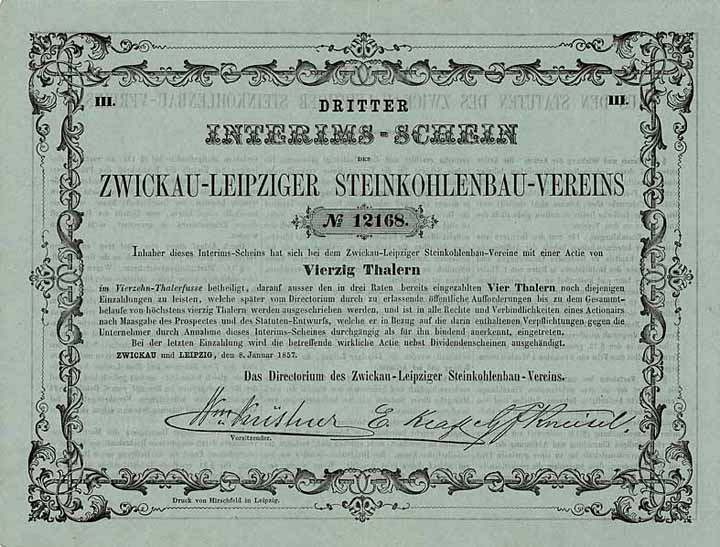 III.
III.
DRITTER
INTERIMS-SCHEIN
DES
ZWICKAU-LEIPZIGER STEINKOHLENBAU-VEREINS
№ 12168.
Inhaber dieses Interims-Scheins hat sich bei dem Zwickau-Leipziger Steinkohlenbau-Vereine mit einer Actie von
Vierzig Thalern
im Vierzehn-Thalerfusse betheiligt, darauf ausser den in drei Raten bereits eingezahlten Vier Thalern noch diejenigen
Einzahlungen zu leisten, welche später vom Directorium durch zu erlassende öffentliche Aufforderungen bis zu dem Gesammt-
belaufe von höchstens vierzig Thalern werden ausgeschrieben werden, und ist in alle Rechte und Verbindlichkeiten eines Actionairs
nach Maasgabe des Prospectes und des Statuten-Entwurfs, welche er in Bezug auf die darin enthaltenen Verpflichtungen gegen die
Unternehmer durch Annahme dieses Interims-Scheines durchgängig als für ihn bindend anerkennt, eingetreten.
Bei der letzten Einzahlung wird die betreffende wirkliche Actie nebst Dividendenscheinen ausgehändigt.
ZWICKAU und LEIPZIG, den 8. Januar 1857.
Das Directorium des Zwickau-Leipziger Steinkohlenbau-Vereins.
Vorsitzender.
Druck von Hirschfeld in Leipzig.